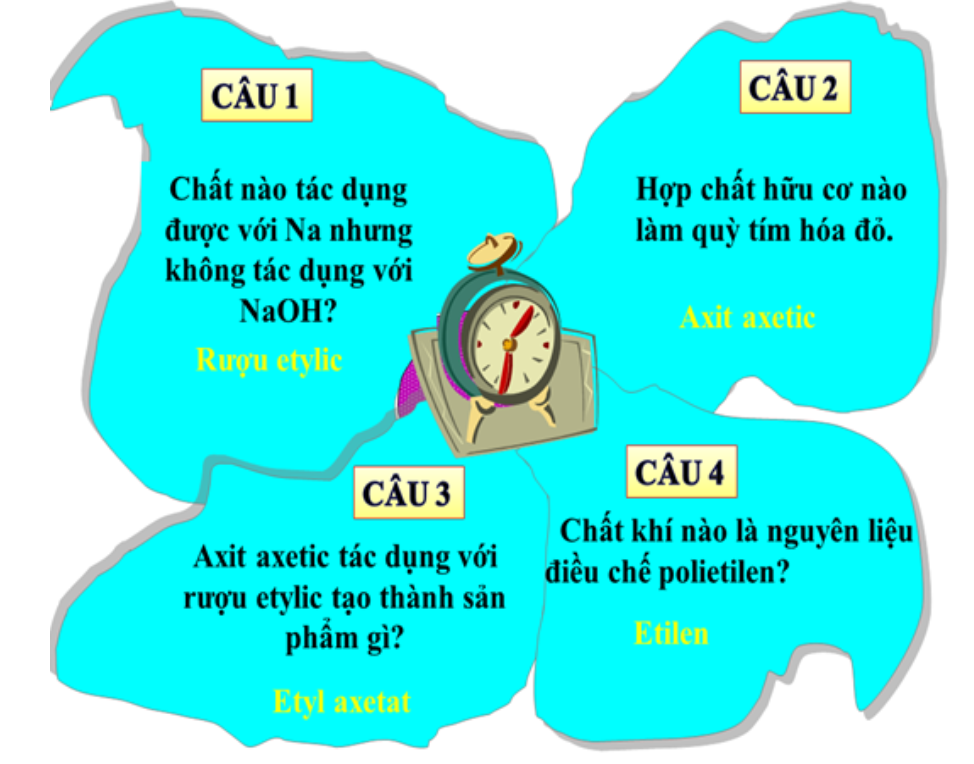 CÂU 1
Chất nào tác dụng
được với Na nhưng
không tác dụng với
NaOH?
Rượu etylic
CÂU 2
Hợp chất hữu cơ nào
làm quỳ tím hóa đỏ.
Axit axetic
CÂU 3
Axit axetic tác dụng với
rượu etylic tạo thành sản
phẩm gì?
Etyl axetat
CÂU 4
Chất khí nào là nguyên liệu
điều chế polietilen?
Etilen